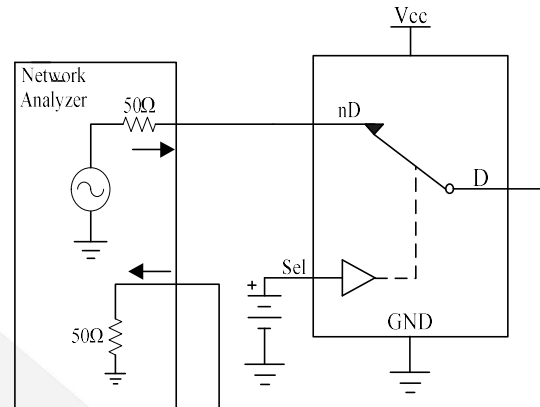 Vcc
Network
Analyzer
50Ω
nD
D
Sel
+
GND
50Ω